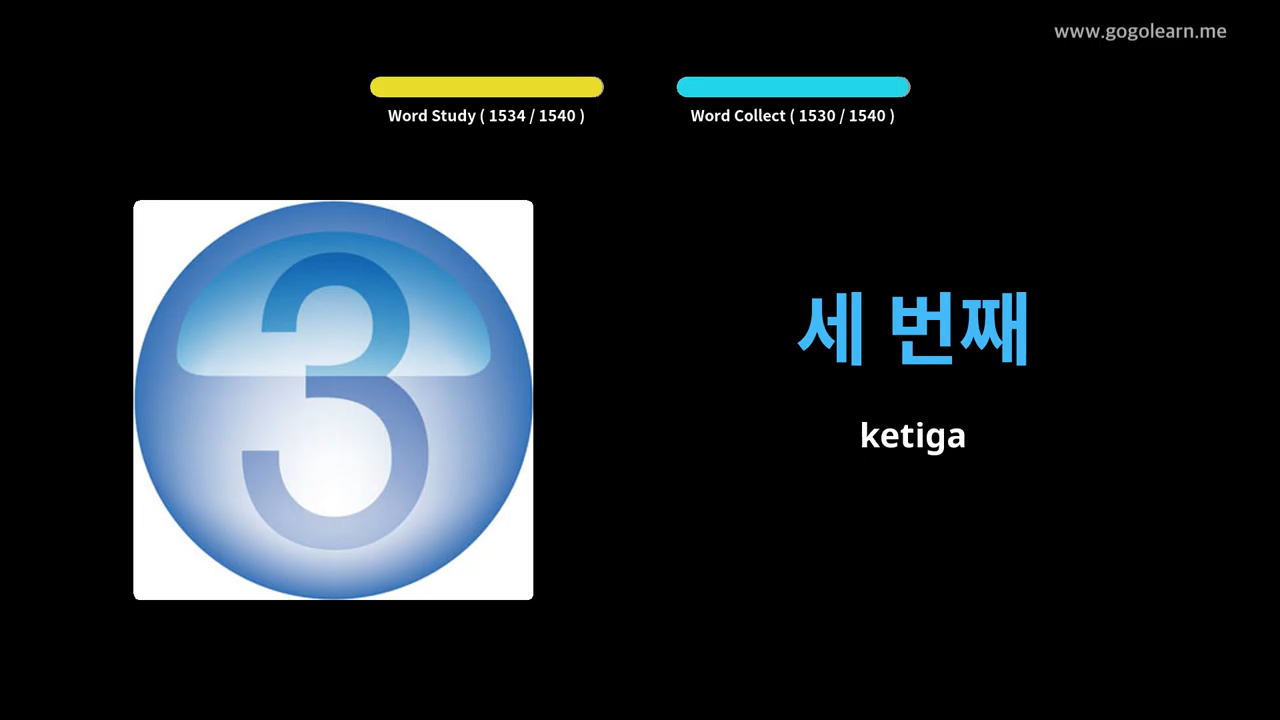 www.gogolearn.me
Word Study ( 1534 / 1540 )
Word Collect ( 1530 / 1540 )
3
세 번째
ketiga